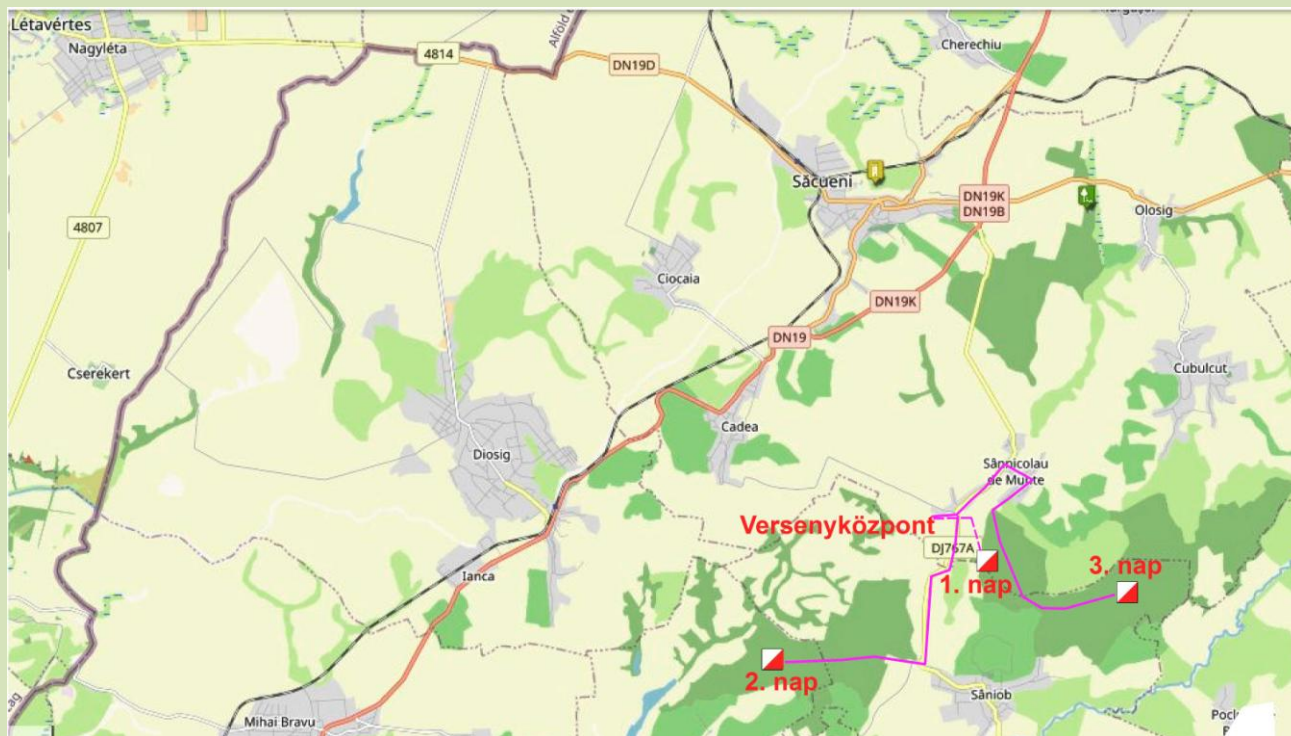 Létavértes
Nagyléta
4814
DN19D
Cherechiu
Săcueni
DN19K
DN19B
Olosig
4807
Ciocaia
DN19K
DN19
Cserekert
Cubulcut
Cadea
Diosig
Sânnicolau
de Munte
Versenyközpont
DJ767A
Ianca
1. nap
3. nap
2. nap
Sâniob
Mihai Bravu